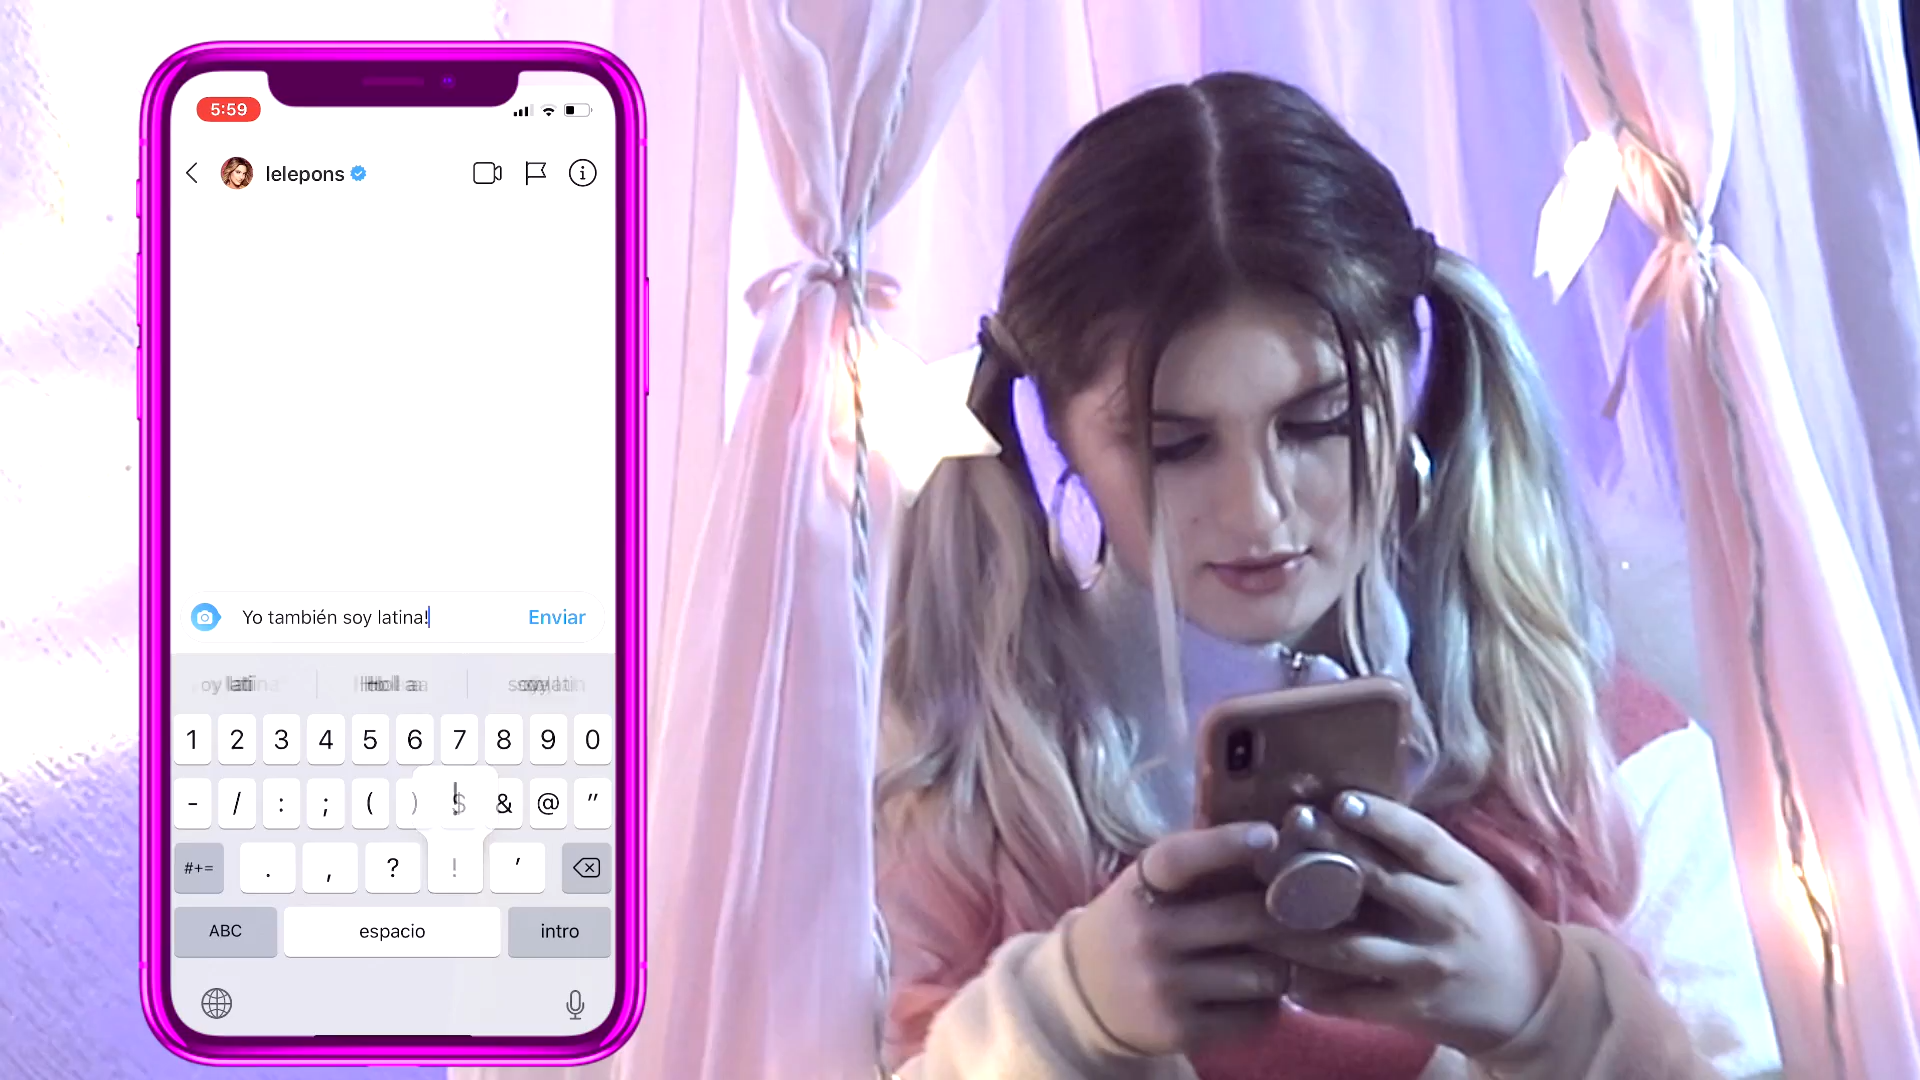 5:59
lelepons
Yo también soy latina!
Enviar
1 2 3 4 5 6 7 8 9 0
- / : ; ( ) $ & @ "
#+= . , ? ! '
ABC espacio intro